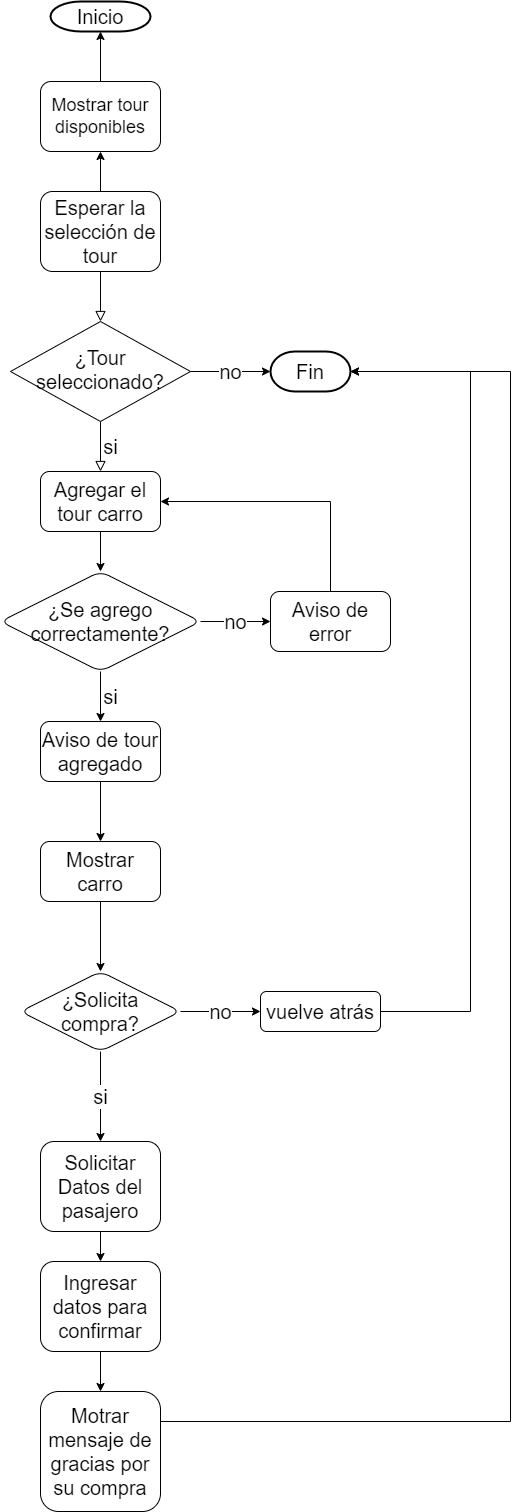 Inicio
Mostrar tour
disponibles
Esperar la
selección de
tour
¿Tour
seleccionado?
no
Fin
si
Agregar el
tour carro
¿Se agrego
correctamente?
no
Aviso de
error
si
Aviso de tour
agregado
Mostrar
carro
¿Solicita
compra?
no
vuelve atrás
si
Solicitar
Datos del
pasajero
Ingresar
datos para
confirmar
Motrar
mensaje de
gracias por
su compra